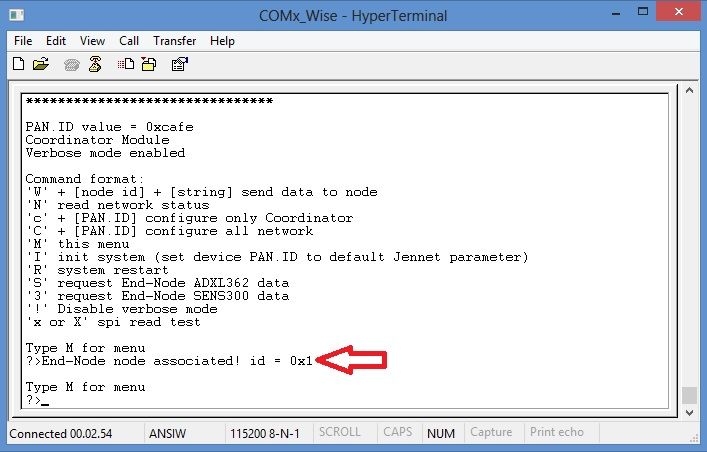 COMx_Wise - HyperTerminal
File Edit View Call Transfer Help
*******************************
PAN.ID value = 0xcafe
Coordinator Module
Verbose mode enabled
Command format:
'W' + [node id] + [string] send data to node
'N' read network status
'c' + [PAN.ID] configure only Coordinator
'C' + [PAN.ID] configure all network
'M' this menu
'I' init system (set device PAN.ID to default Jennet parameter)
'R' system restart
'S' request End-Node ADXL362 data
'3' request End-Node SENS300 data
'!' Disable verbose mode
'x or X' spi read test
Type M for menu
?>End-Node node associated! id = 0x1
Type M for menu
?>_
Connected 00.02.54 ANSIW 115200 8-N-1 SCROLL CAPS NUM Capture Print echo